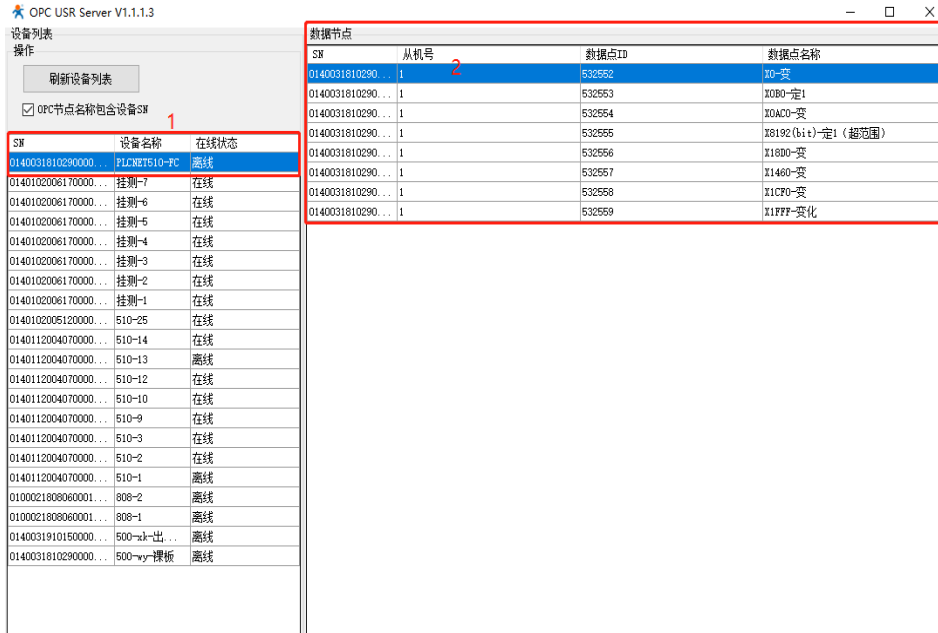 OPC USR Server V1.1.1.3
设备列表
操作
刷新设备列表
OPC节点名称包含设备SN
1
SN 设备名称 在线状态
0140031810290000... PLCNET510-FC 离线
0140102006170000... 挂测-7 在线
0140102006170000... 挂测-6 在线
0140102006170000... 挂测-5 在线
0140102006170000... 挂测-4 在线
0140102006170000... 挂测-3 在线
0140102006170000... 挂测-2 在线
0140102006170000... 挂测-1 在线
0140102005120000... 510-25 在线
0140112004070000... 510-14 在线
0140112004070000... 510-13 离线
0140112004070000... 510-12 在线
0140112004070000... 510-10 在线
0140112004070000... 510-9 在线
0140112004070000... 510-3 在线
0140112004070000... 510-2 在线
0140112004070000... 510-1 离线
0100021808060001... 808-2 离线
0100021808060001... 808-1 离线
0140031910150000... 500-xk-出... 离线
0140031810290000... 500-wy-裸板 离线
数据节点
SN 从机号 数据点ID 数据点名称
2
0140031810290... 1 532552 X0-变
0140031810290... 1 532553 X0B0-定1
0140031810290... 1 532554 X0AC0-变
0140031810290... 1 532555 X8192(bit)-定1（超范围）
0140031810290... 1 532556 X18D0-变
0140031810290... 1 532557 X1460-变
0140031810290... 1 532558 X1CF0-变
0140031810290... 1 532559 X1FFF-变化